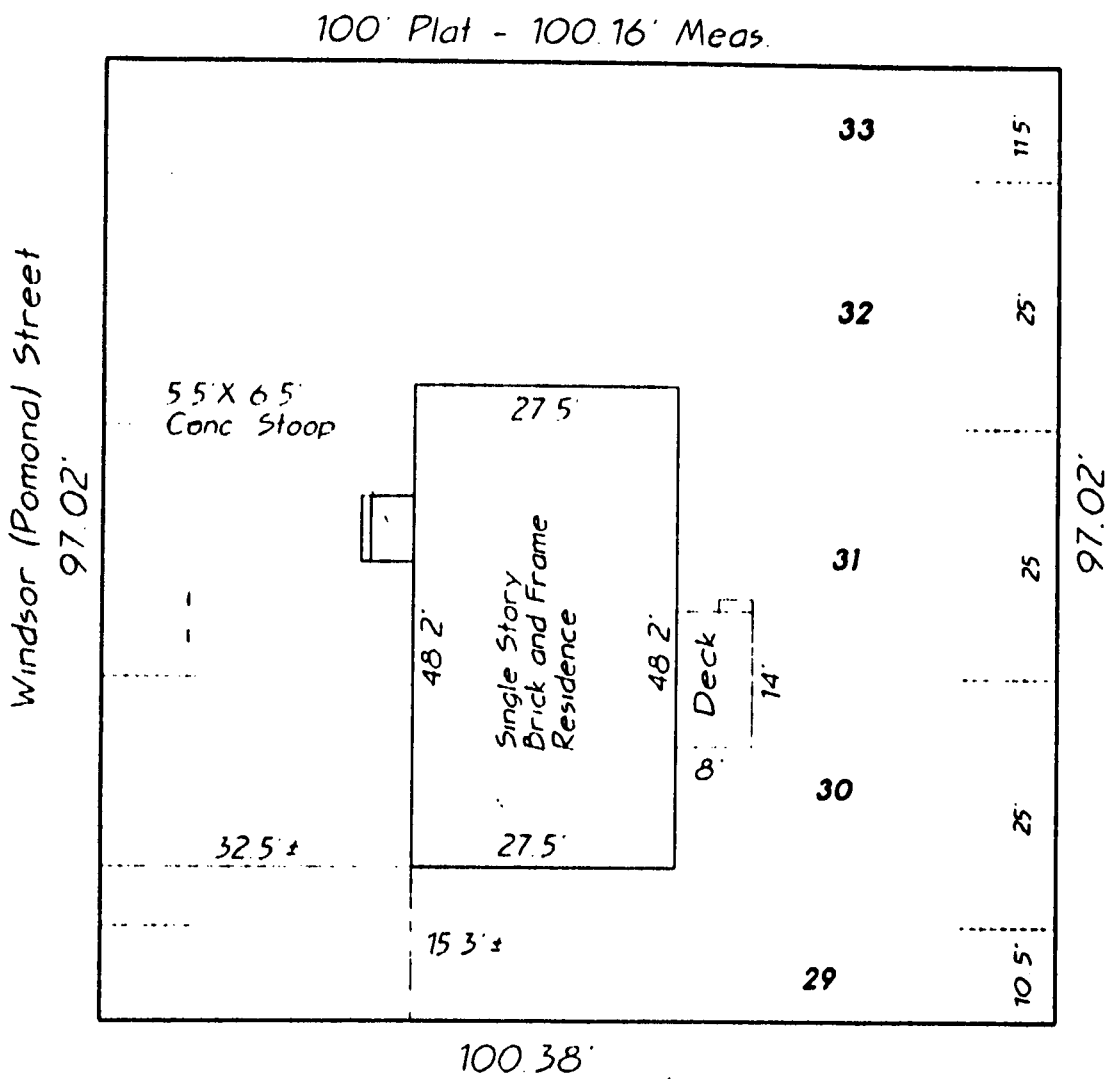 100' Plat - 100.16' Meas.
33
11 5'
32
25'
Windsor (Pomona) Street
97.02'
5 5' X 6 5'
Conc Stoop
27 5'
97.02'
31
25
Single Story
Brick and Frame
Residence
48 2'
48 2'
Deck
14'
8'
30
25'
32.5' ±
27.5'
15 3' ±
29
10.5'
100.38'